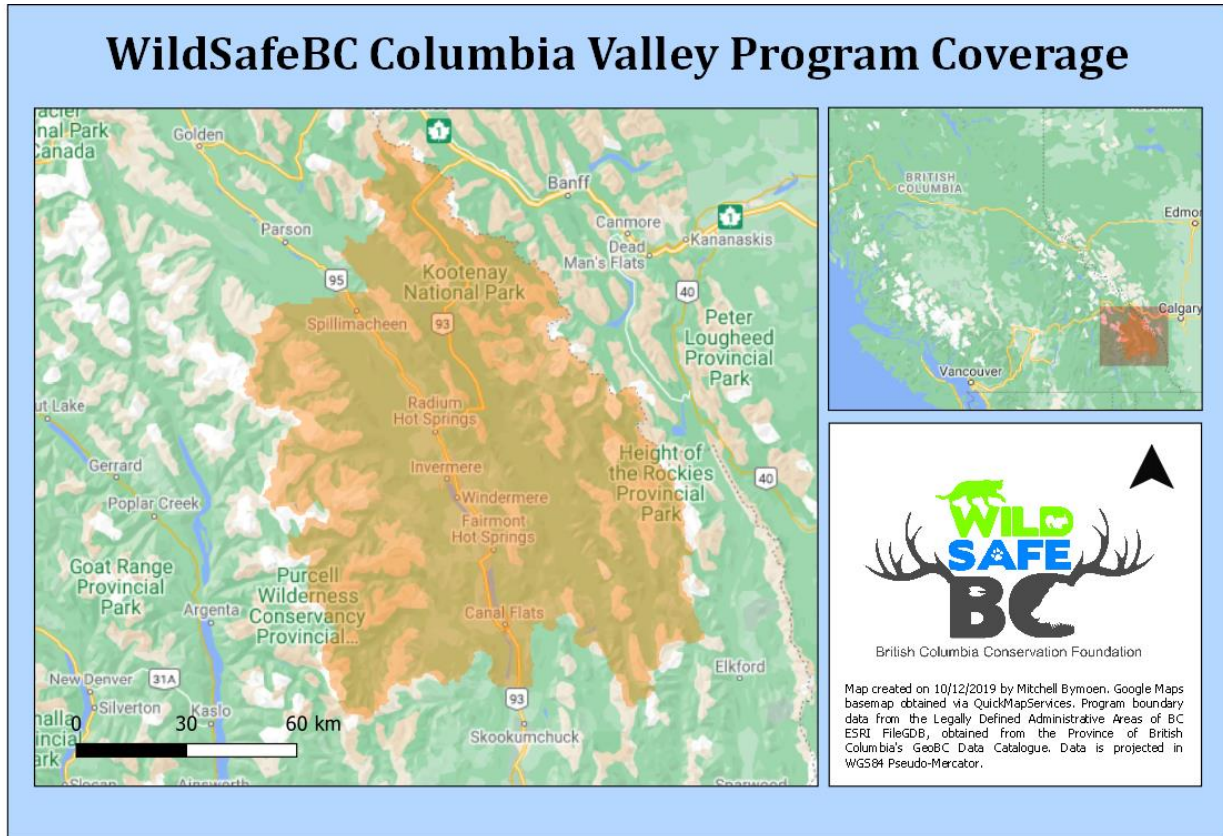 WildSafeBC Columbia Valley Program Coverage
Golden
1
Banff
Canmore
1
Kananaskis
Dead
Man's Flats
Parson
95
Kootenay
National Park
40
Spillimacheen
93
Peter
Lougheed
Provincial
Park
Radium
Hot Springs
Gerrard
Invermere
Height of
the Rockies
Provincial
Park
40
Windermere
Poplar Creek
Fairmont
Hot Springs
Goat Range
Provincial
Park
Purcell
Wilderness
Conservancy
Provincial...
Argenta
Canal Flats
Elkford
New Denver
31A
93
Silverton
Kaslo
Skookumchuck
0 30 60 km
Ainsworth
BRITISH
COLUMBIA
Edmon
Calgary
Vancouver
WILD
SAFE
BC
British Columbia Conservation Foundation
Map created on 10/12/2019 by Mitchell Bymoen. Google Maps
basemap obtained via QuickMapServices. Program boundary
data from the Legally Defined Administrative Areas of BC
ESRI FileGDB, obtained from the Province of British
Columbia's GeoBC Data Catalogue. Data is projected in
WGS84 Pseudo-Mercator.